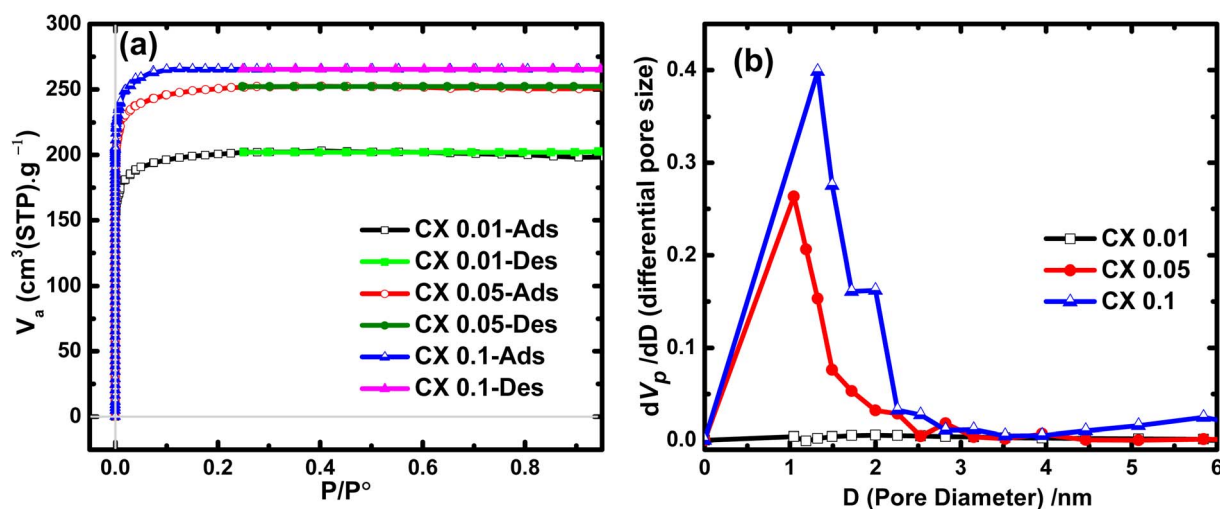 (a)
300
250
200
150
100
50
0
Va (cm³(STP).g⁻¹)
CX 0.01-Ads
CX 0.01-Des
CX 0.05-Ads
CX 0.05-Des
CX 0.1-Ads
CX 0.1-Des
0.0 0.2 0.4 0.6 0.8
P/P°
(b)
0.4
0.3
0.2
0.1
0.0
dVp /dD (differential pore size)
CX 0.01
CX 0.05
CX 0.1
0 1 2 3 4 5 6
D (Pore Diameter) /nm